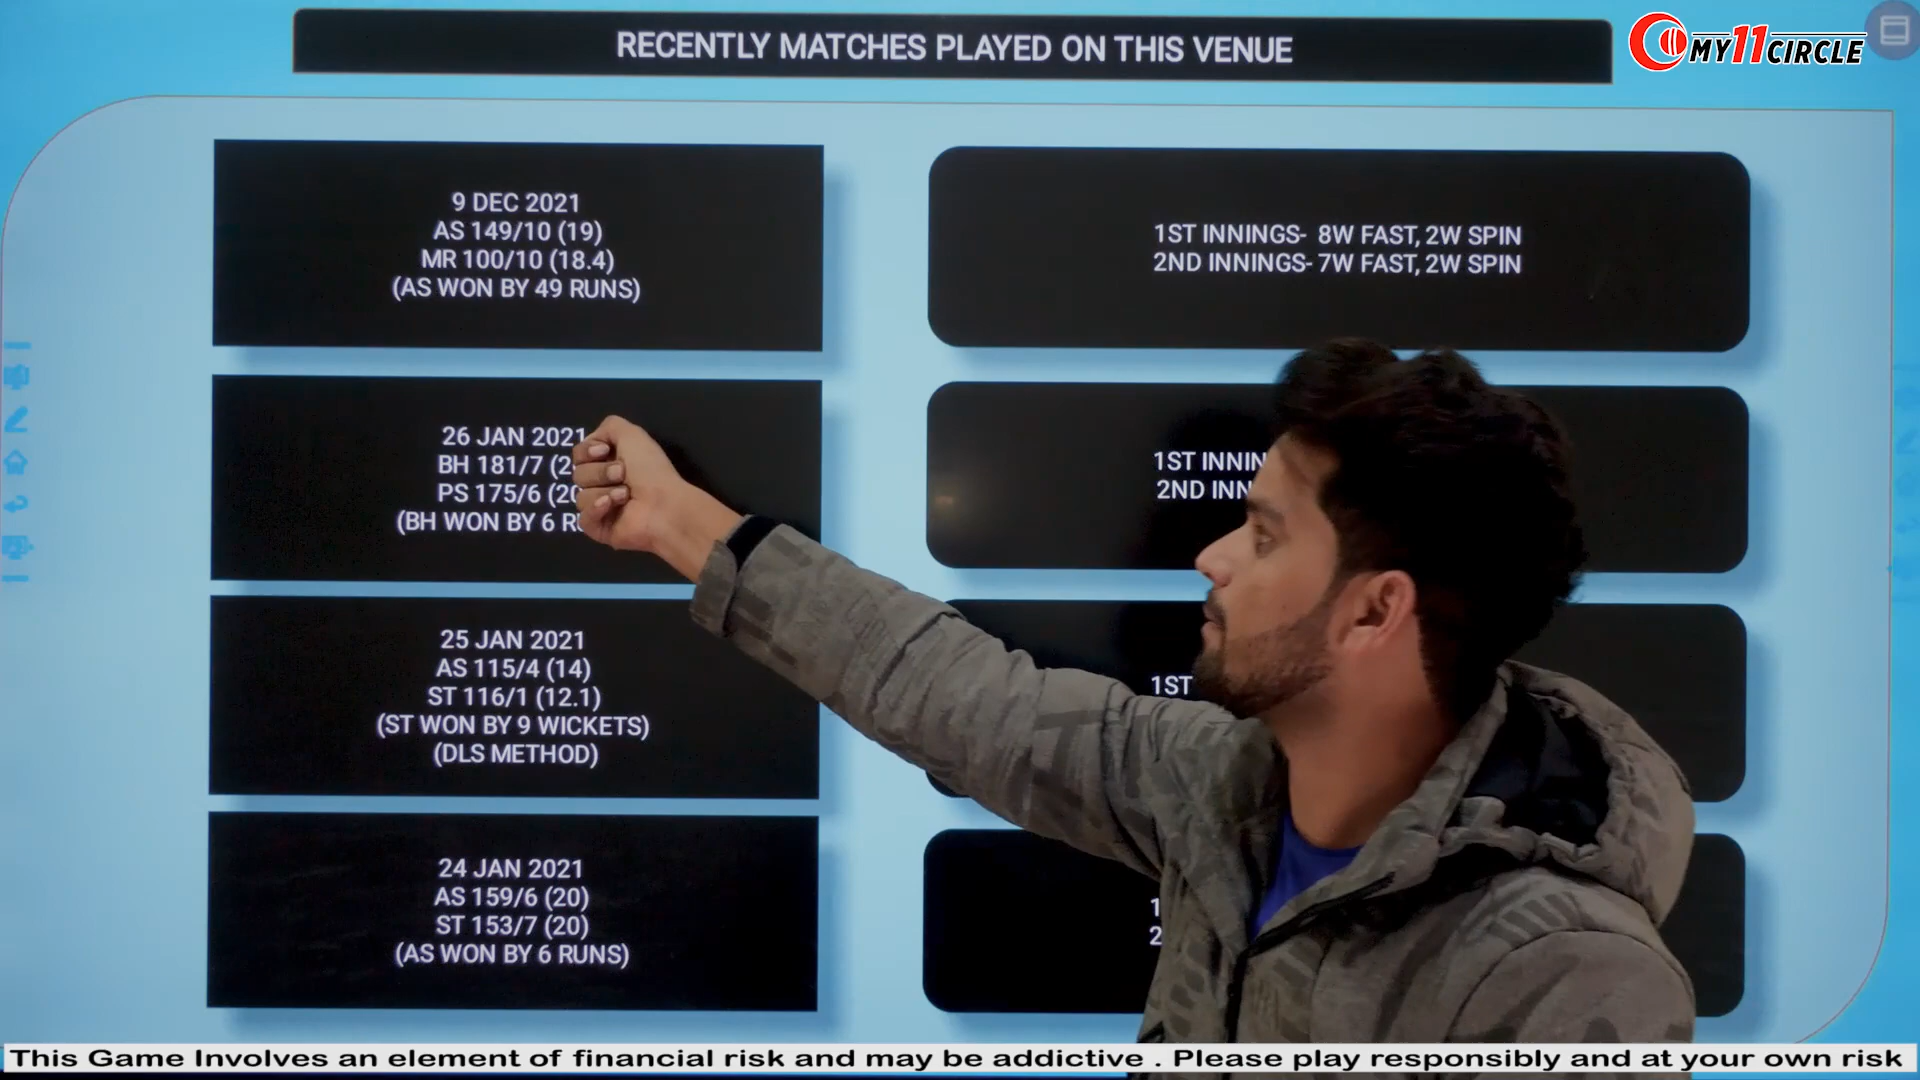 RECENTLY MATCHES PLAYED ON THIS VENUE
MY11CIRCLE
9 DEC 2021
AS 149/10 (19)
MR 100/10 (18.4)
(AS WON BY 49 RUNS)
1ST INNINGS- 8W FAST, 2W SPIN
2ND INNINGS- 7W FAST, 2W SPIN
26 JAN 2021
BH 181/7
PS 175/6
(BH WON BY 6
1ST
2ND
25 JAN 2021
AS 115/4 (14)
ST 116/1 (12.1)
(ST WON BY 9 WICKETS)
(DLS METHOD)
1ST
24 JAN 2021
AS 159/6 (20)
ST 153/7 (20)
(AS WON BY 6 RUNS)
This Game Involves an element of financial risk and may be addictive . Please play responsibly and at your own risk